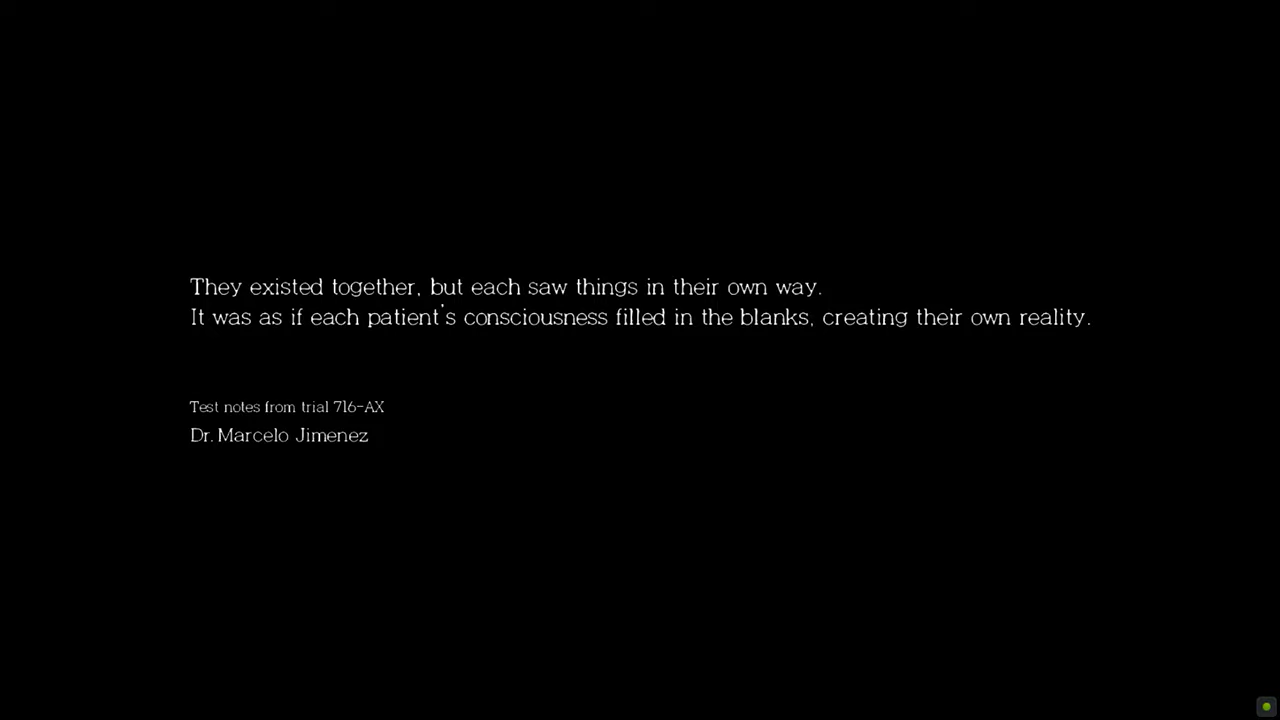 They existed together, but each saw things in their own way.
It was as if each patient's consciousness filled in the blanks, creating their own reality.
Test notes from trial 716-AX
Dr. Marcelo Jimenez